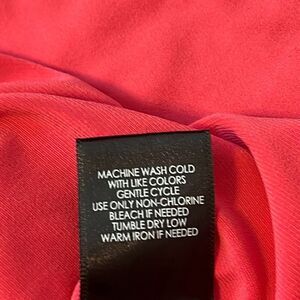 MACHINE WASH COLD
WITH LIKE COLORS
GENTLE CYCLE
USE ONLY NON-CHLORINE
BLEACH IF NEEDED
TUMBLE DRY LOW
WARM IRON IF NEEDED